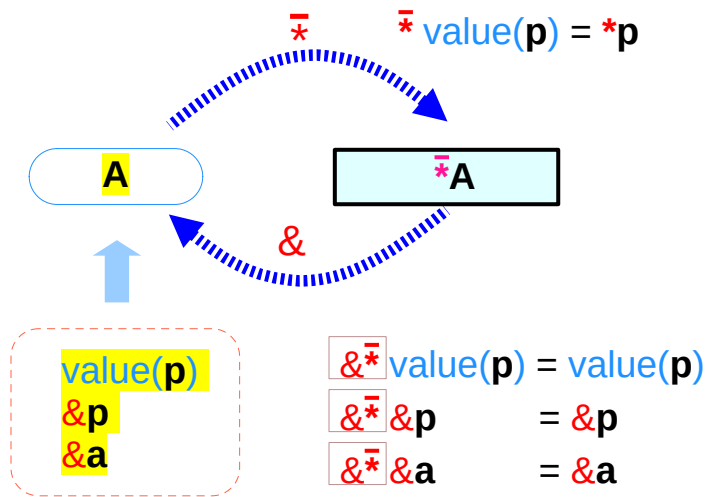 *̅
*̅ value(p) = *p
A
*̅A
&
value(p)
&p
&a
&*̅ value(p) = value(p)
&*̅ &p = &p
&*̅ &a = &a